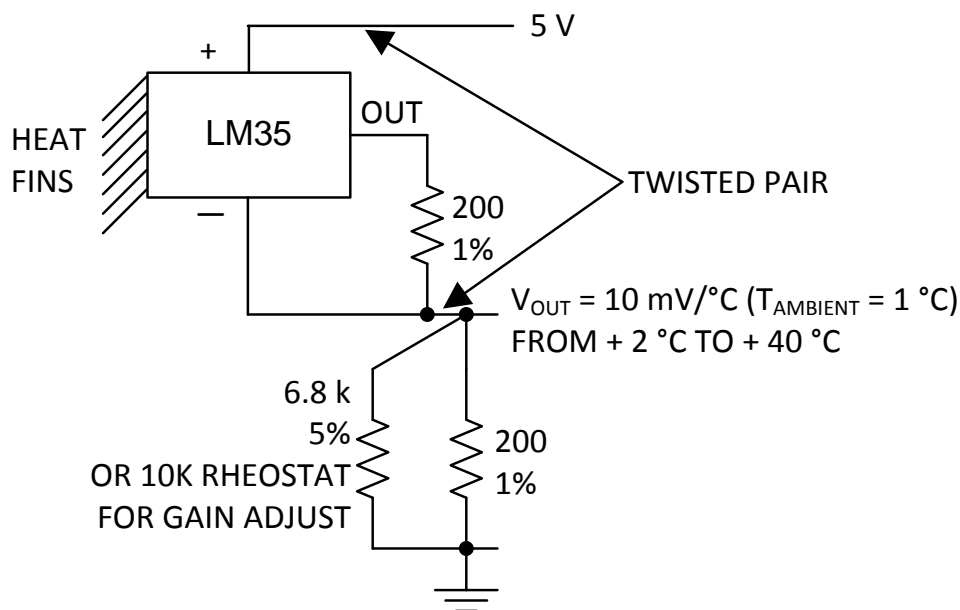 5 V
+
HEAT
FINS
LM35
OUT
—
TWISTED PAIR
200
1%
V_OUT = 10 mV/°C (T_AMBIENT = 1 °C)
FROM + 2 °C TO + 40 °C
6.8 k
5%
OR 10K RHEOSTAT
FOR GAIN ADJUST
200
1%